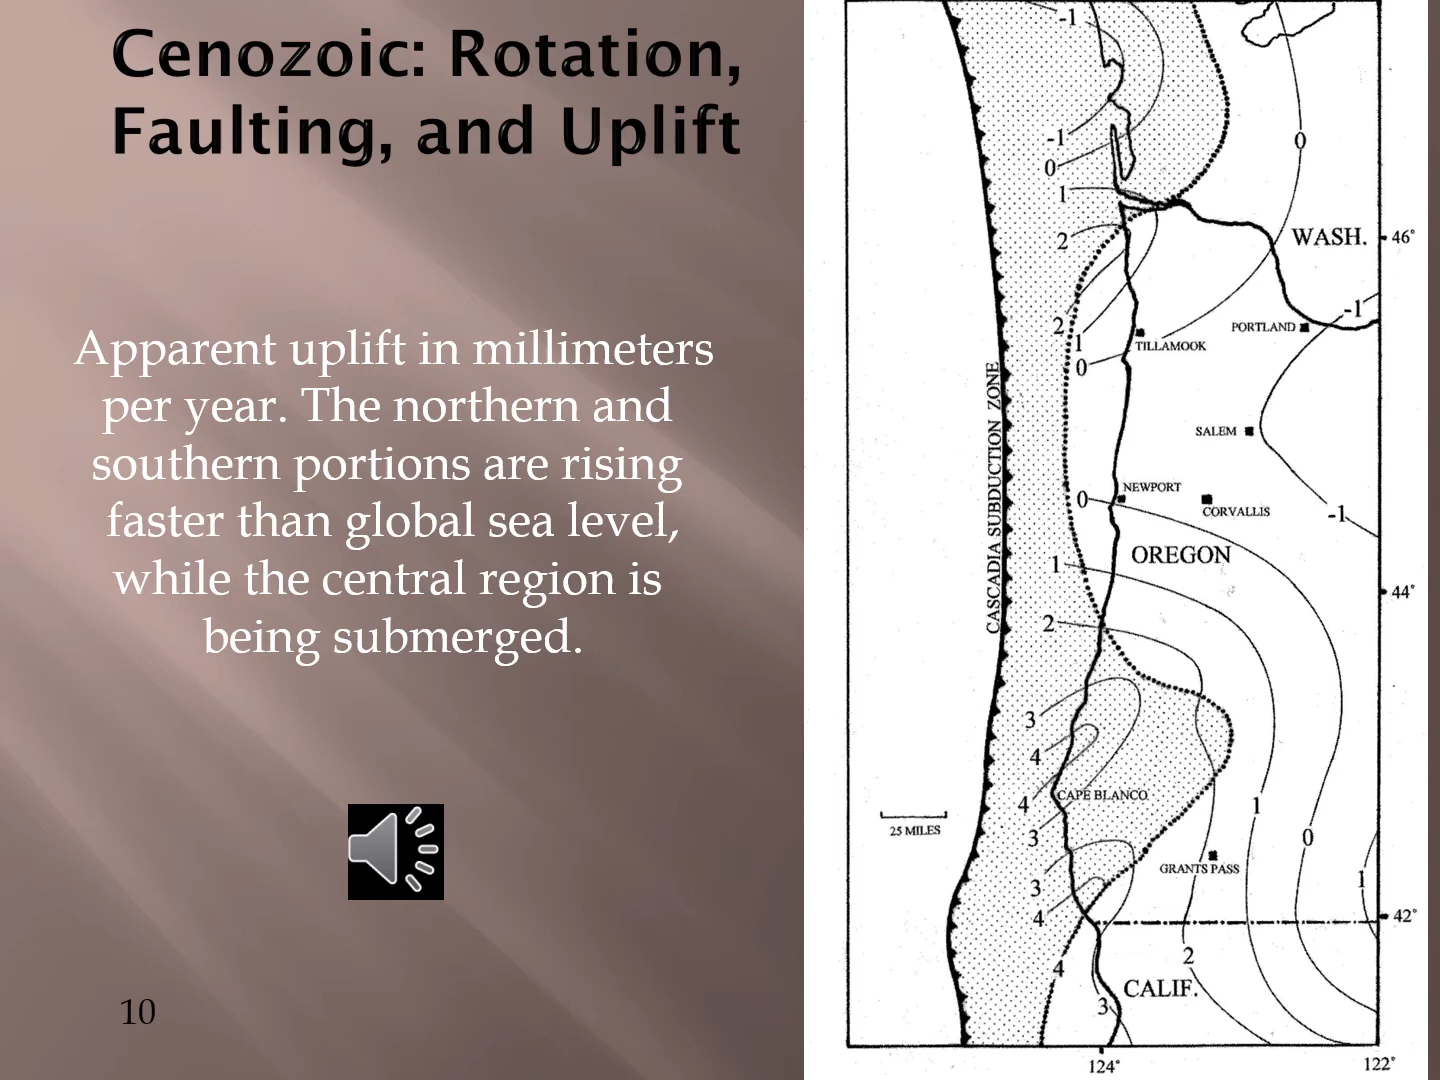 Cenozoic: Rotation,
Faulting, and Uplift
Apparent uplift in millimeters
per year. The northern and
southern portions are rising
faster than global sea level,
while the central region is
being submerged.
10
-1
-1
0
0
1
2
WASH.
46°
-1
2
PORTLAND
1
TILLAMOOK
0
CASCADIA SUBDUCTION ZONE
SALEM
NEWPORT
0
CORVALLIS
-1
OREGON
1
44°
2
3
4
CAPE BLANCO
4
1
25 MILES
3
0
GRANTS PASS
3
1
4
42°
2
4
CALIF.
3
124°
122°